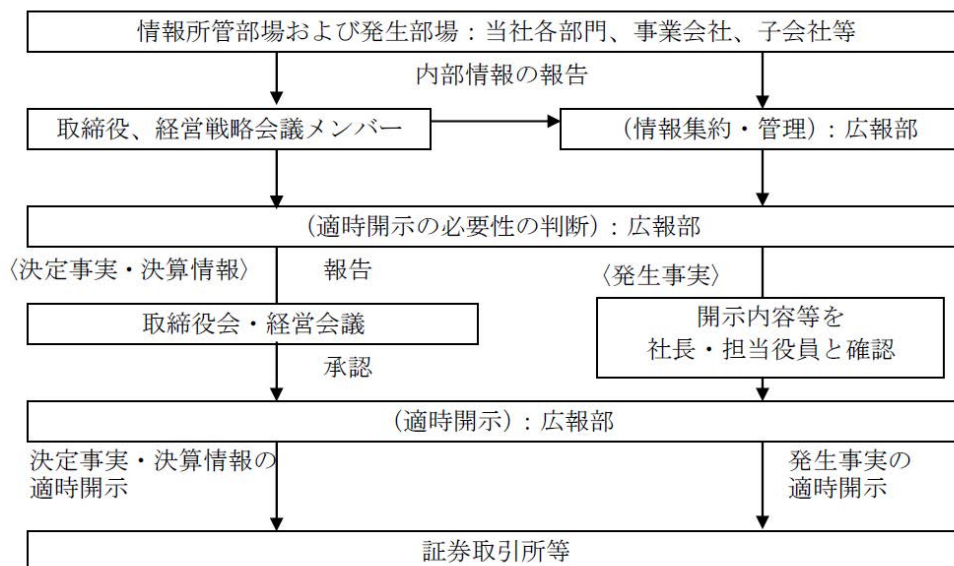 情報所管部場および発生部場：当社各部門、事業会社、子会社等
内部情報の報告
取締役、経営戦略会議メンバー
（情報集約・管理）：広報部
（適時開示の必要性の判断）：広報部
〈決定事実・決算情報〉
報告
〈発生事実〉
取締役会・経営会議
開示内容等を
社長・担当役員と確認
承認
（適時開示）：広報部
決定事実・決算情報の
適時開示
発生事実の
適時開示
証券取引所等